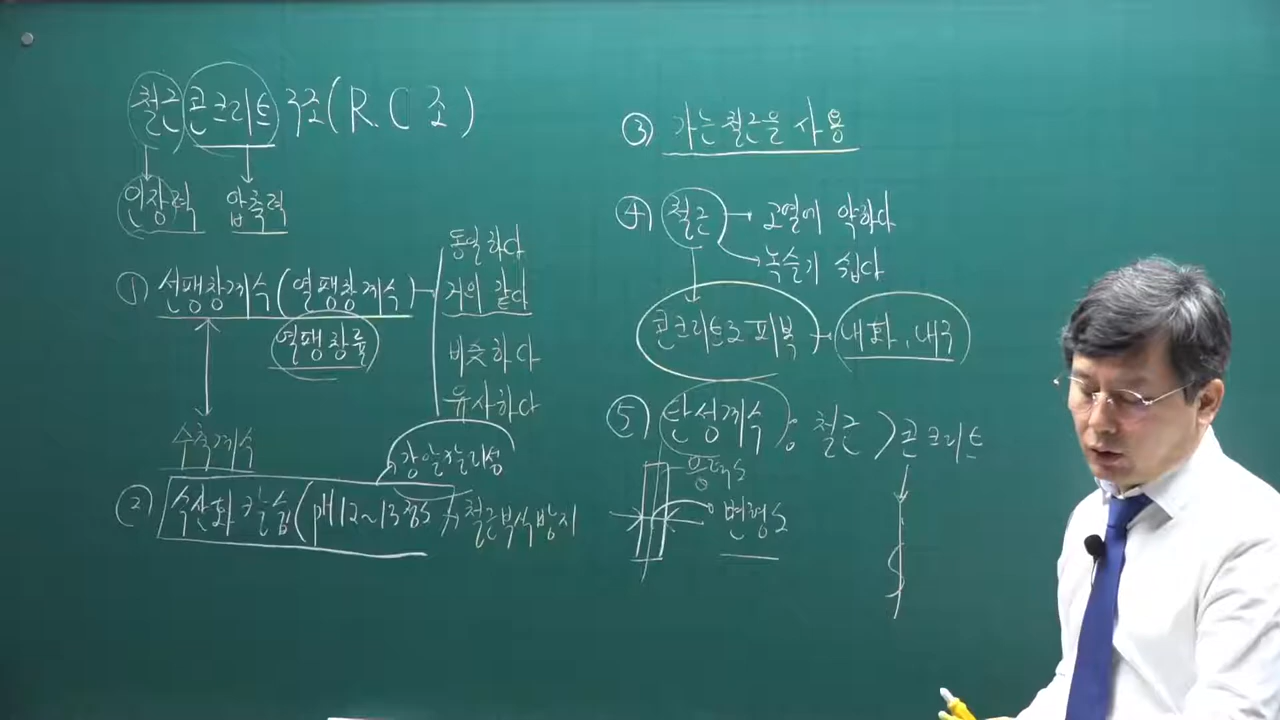 철근콘크리트구조(R.C조)
인장력 압축력
① 선팽창계수(열팽창계수)
열팽창률
동일하다
거의 같다
비슷하다
유사하다
수축계수
강알칼리성
② 수산화칼슘(pH12~13정도 → 철근부식방지
③ 가는철근을 사용
④ 철근 → 고열에 약하다
녹슬기 쉽다
콘크리트로 피복 → 내화, 내구
⑤ 탄성계수 : 철근 > 콘크리트
응력도
변형도